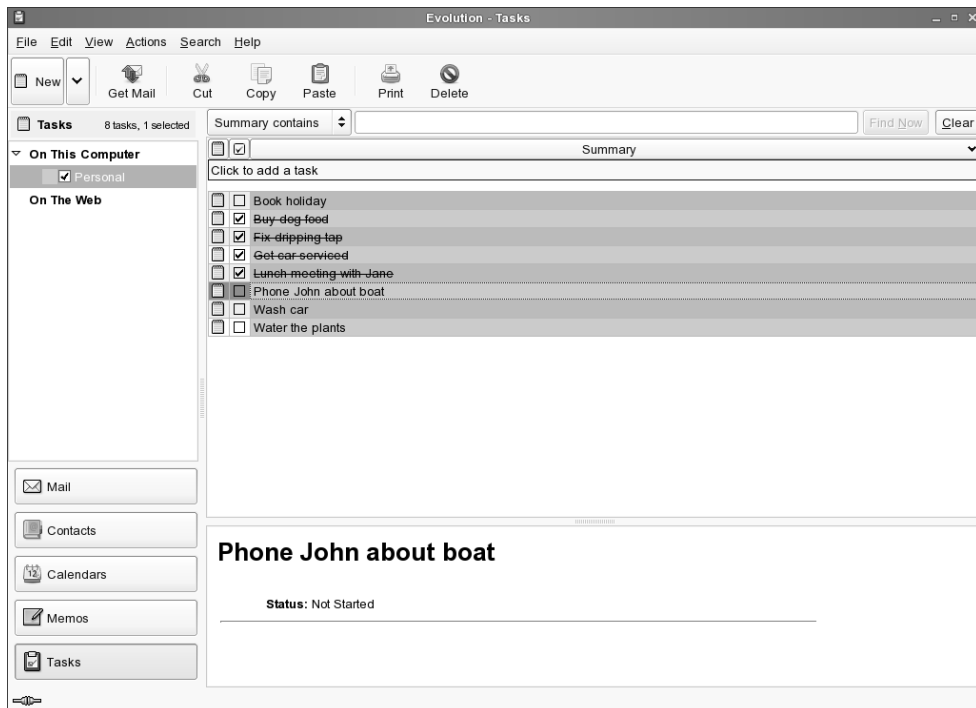 Evolution - Tasks
File Edit View Actions Search Help
New Get Mail Cut Copy Paste Print Delete
Tasks 8 tasks, 1 selected
Summary contains Find Now Clear
On This Computer
Personal
On The Web
Summary
Click to add a task
Book holiday
Buy dog food
Fix dripping tap
Get car serviced
Lunch meeting with Jane
Phone John about boat
Wash car
Water the plants
Mail
Contacts
12
Calendars
Memos
Tasks
Phone John about boat
Status: Not Started